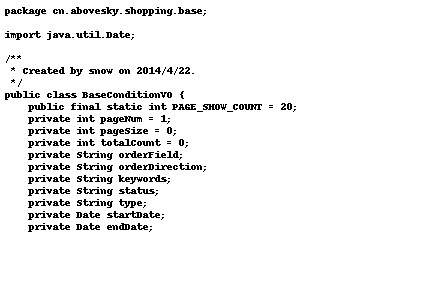 package cn.abovesky.shopping.base;

import java.util.Date;

/**
 * Created by snow on 2014/4/22.
 */
public class BaseConditionVO {
    public final static int PAGE_SHOW_COUNT = 20;
    private int pageNum = 1;
    private int pageSize = 0;
    private int totalCount = 0;
    private String orderField;
    private String orderDirection;
    private String keywords;
    private String status;
    private String type;
    private Date startDate;
    private Date endDate;